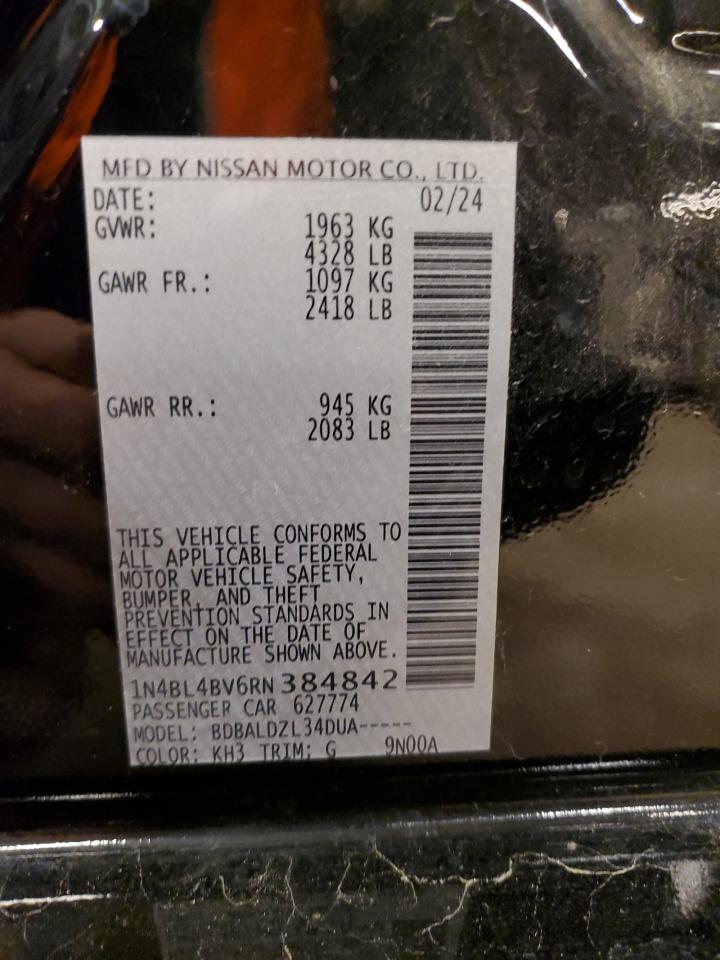 MFD BY NISSAN MOTOR CO., LTD.
DATE: 02/24
GVWR: 1963 KG
4328 LB
GAWR FR.: 1097 KG
2418 LB
GAWR RR.: 945 KG
2083 LB
THIS VEHICLE CONFORMS TO
ALL APPLICABLE FEDERAL
MOTOR VEHICLE SAFETY,
BUMPER, AND THEFT
PREVENTION STANDARDS IN
EFFECT ON THE DATE OF
MANUFACTURE SHOWN ABOVE.
1N4BL4BV6RN384842
PASSENGER CAR 627774
MODEL: BDBALDZL34DUA-----
COLOR: KH3 TRIM: G 9N00A